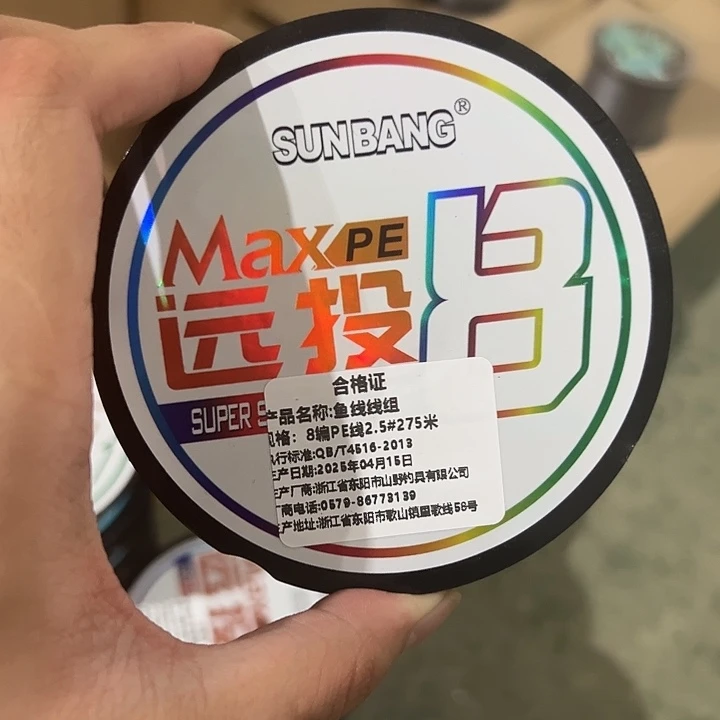 SUNBANG®
Max PE
远投 8
SUPER S
合格证
产品名称:鱼线线组
规格: 8编PE线2.5#275米
执行标准:QB/T4516-2013
生产日期:2025年04月15日
生产厂商:浙江省东阳市山野钓具有限公司
厂商电话:0579-86773139
生产地址:浙江省东阳市歌山镇里歌线58号